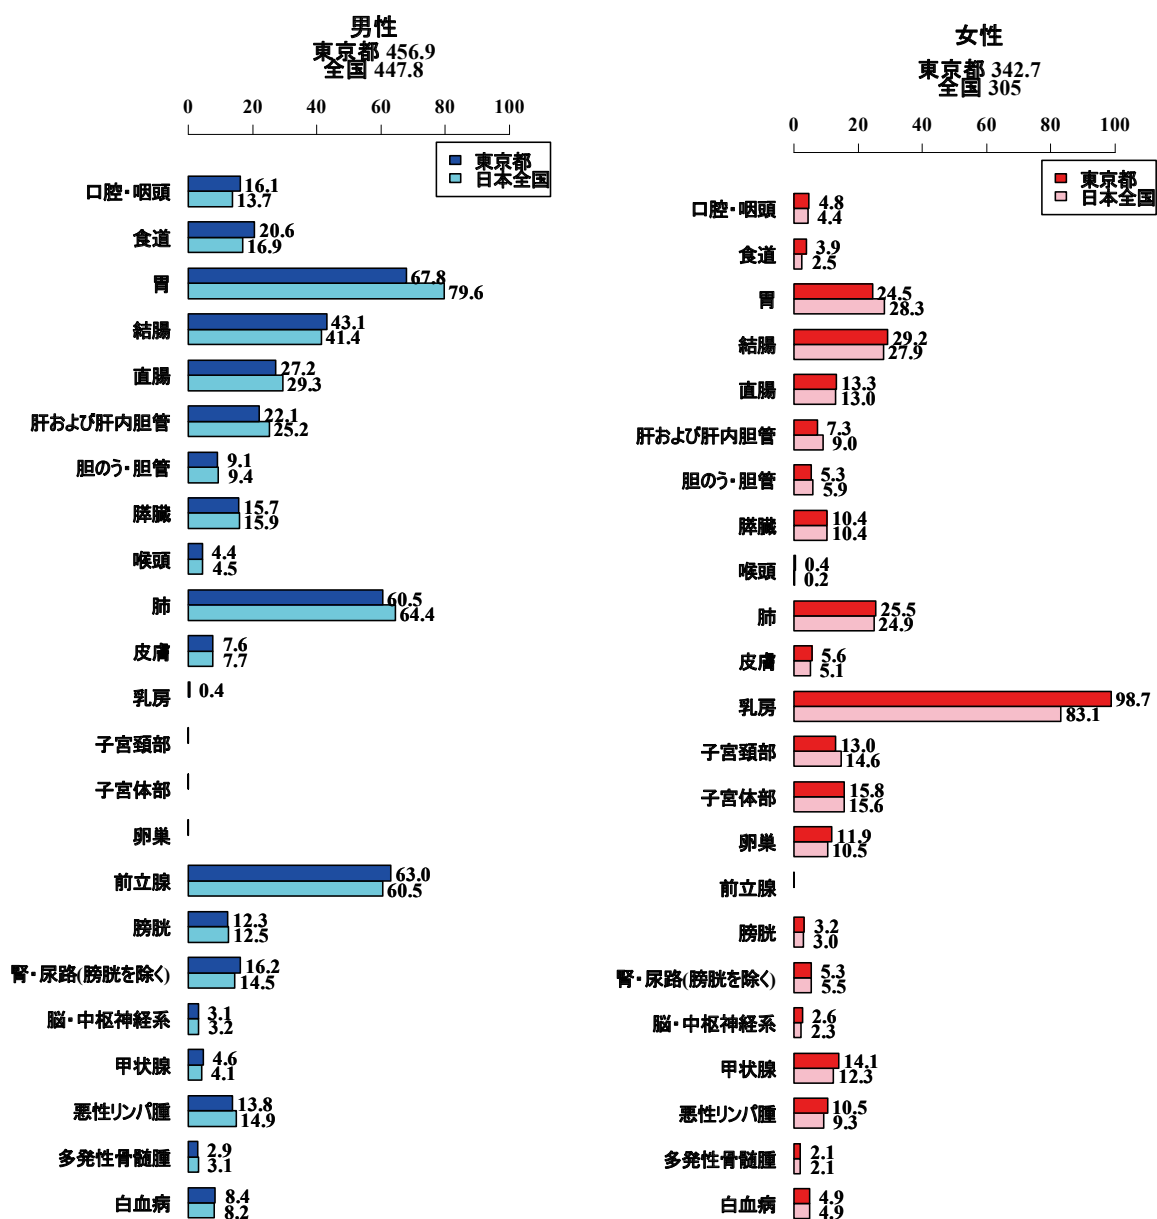 男性
東京都 456.9
全国 447.8
0 20 40 60 80 100
東京都
日本全国
口腔・咽頭 16.1
13.7
食道 20.6
16.9
胃 67.8
79.6
結腸 43.1
41.4
直腸 27.2
29.3
肝および肝内胆管 22.1
25.2
胆のう・胆管 9.1
9.4
膵臓 15.7
15.9
喉頭 4.4
4.5
肺 60.5
64.4
皮膚 7.6
7.7
乳房 0.4
子宮頚部
子宮体部
卵巣
前立腺 63.0
60.5
膀胱 12.3
12.5
腎・尿路(膀胱を除く) 16.2
14.5
脳・中枢神経系 3.1
3.2
甲状腺 4.6
4.1
悪性リンパ腫 13.8
14.9
多発性骨髄腫 2.9
3.1
白血病 8.4
8.2
女性
東京都 342.7
全国 305
0 20 40 60 80 100
東京都
日本全国
口腔・咽頭 4.8
4.4
食道 3.9
2.5
胃 24.5
28.3
結腸 29.2
27.9
直腸 13.3
13.0
肝および肝内胆管 7.3
9.0
胆のう・胆管 5.3
5.9
膵臓 10.4
10.4
喉頭 0.4
0.2
肺 25.5
24.9
皮膚 5.6
5.1
乳房 98.7
83.1
子宮頚部 13.0
14.6
子宮体部 15.8
15.6
卵巣 11.9
10.5
前立腺
膀胱 3.2
3.0
腎・尿路(膀胱を除く) 5.3
5.5
脳・中枢神経系 2.6
2.3
甲状腺 14.1
12.3
悪性リンパ腫 10.5
9.3
多発性骨髄腫 2.1
2.1
白血病 4.9
4.9